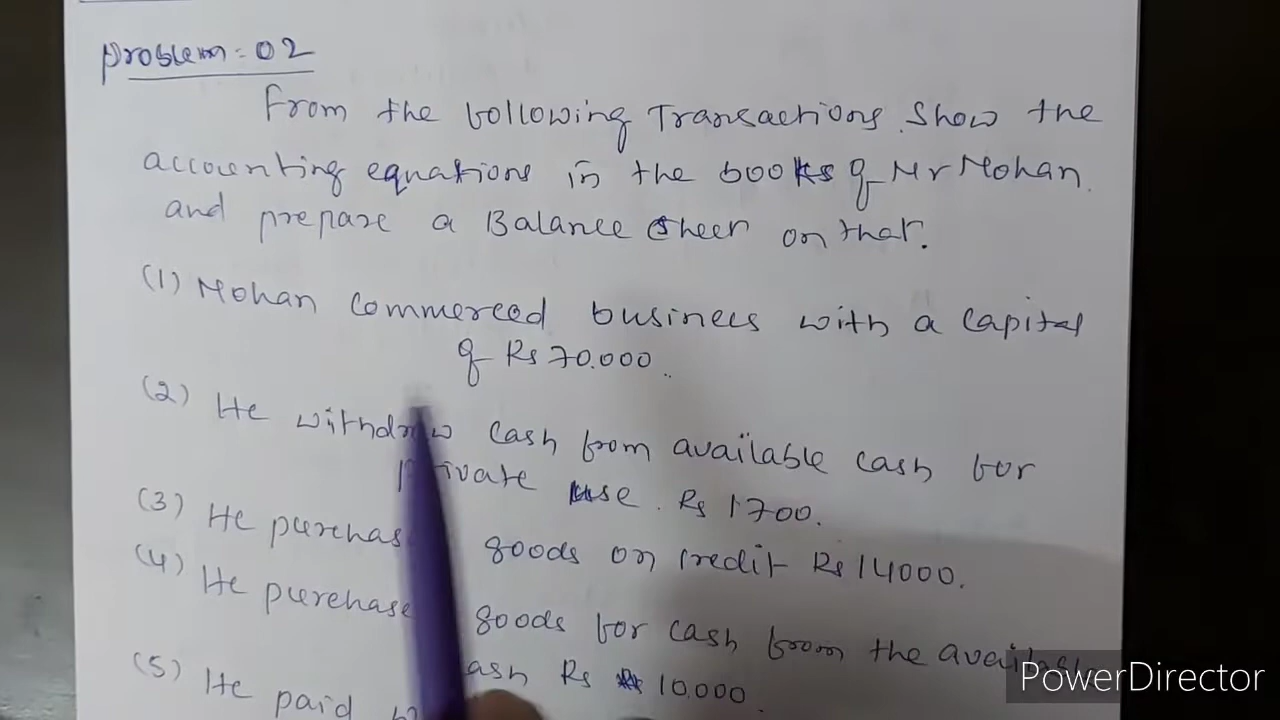 Problem = 02
From the following Transactions. Show the
accounting equations in the books of Mr Mohan.
and prepare a Balance Sheet on that.
(1) Mohan commerced business with a capital
of Rs 70.000..
(2) He withdraw cash from available cash for
private use. Rs 1700.
(3) He purchas goods on credit Rs 14000.
(4) He purchase goods for cash from the available
ash Rs 10.000.
(5) He paid
PowerDirector